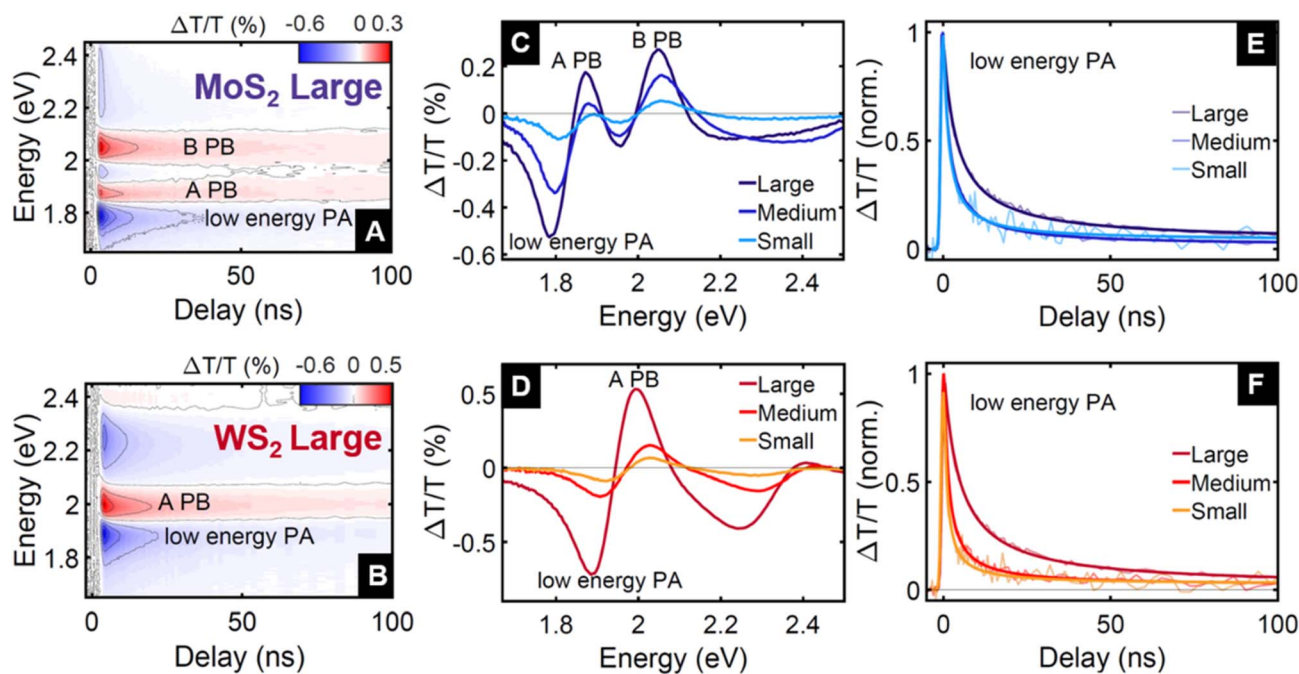 ΔT/T (%) -0.6 0 0.3
MoS2 Large
B PB
A PB
low energy PA
A
2.4
2.2
2
1.8
Energy (eV)
0 50 100
Delay (ns)
C
A PB
B PB
0.2
0
-0.2
-0.4
-0.6
ΔT/T (%)
Large
Medium
Small
low energy PA
1.8 2 2.2 2.4
Energy (eV)
E
low energy PA
Large
Medium
Small
1
0.5
0
ΔT/T (norm.)
0 50 100
Delay (ns)
ΔT/T (%) -0.6 0 0.5
WS2 Large
A PB
low energy PA
B
2.4
2.2
2
1.8
Energy (eV)
0 50 100
Delay (ns)
D
A PB
Large
Medium
Small
0.5
0
-0.5
ΔT/T (%)
low energy PA
1.8 2 2.2 2.4
Energy (eV)
F
low energy PA
Large
Medium
Small
1
0.5
0
ΔT/T (norm.)
0 50 100
Delay (ns)